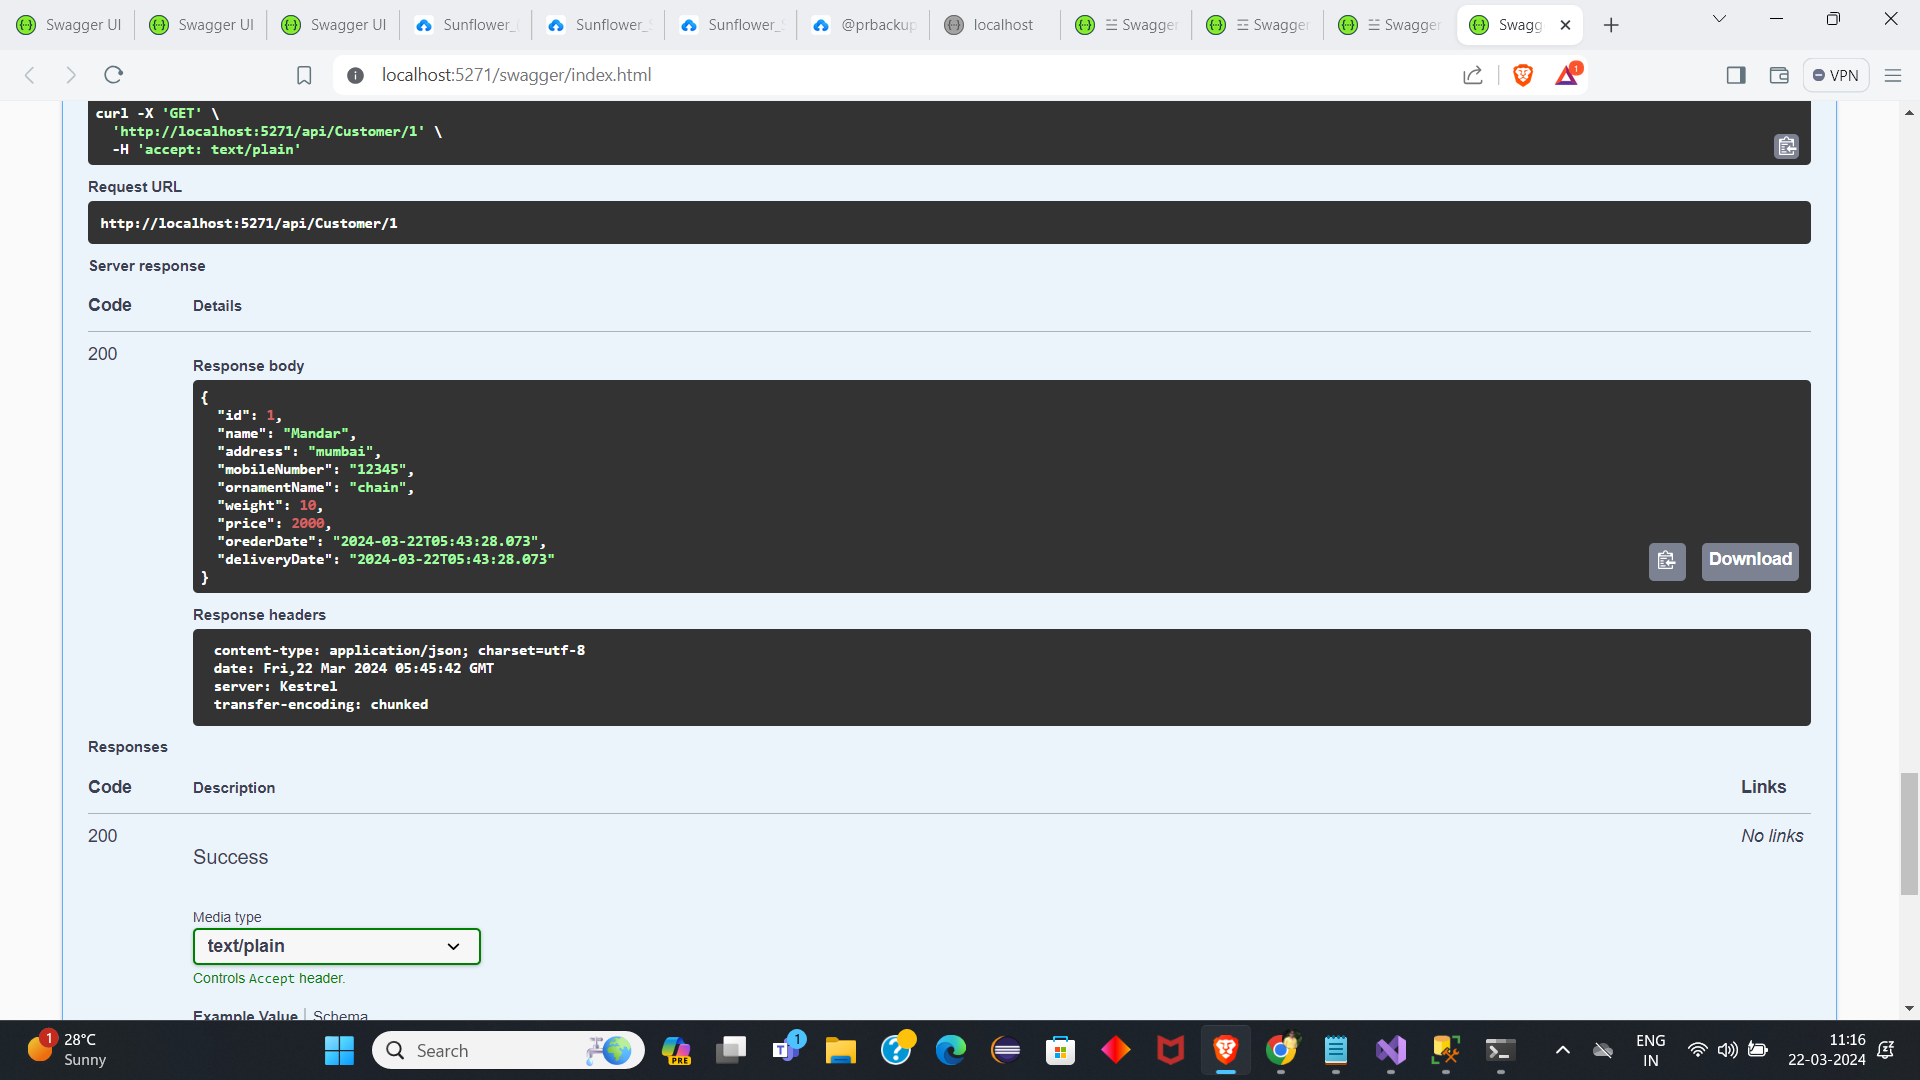 Swagger UI
Swagger UI
Swagger UI
Sunflower_
Sunflower_
Sunflower_
@prbackup
localhost
Swagger
Swagger
Swagger
Swagg
localhost:5271/swagger/index.html
1
VPN
curl -X 'GET' \
'http://localhost:5271/api/Customer/1' \
-H 'accept: text/plain'
Request URL
http://localhost:5271/api/Customer/1
Server response
Code Details
200
Response body
{
"id": 1,
"name": "Mandar",
"address": "mumbai",
"mobileNumber": "12345",
"ornamentName": "chain",
"weight": 10,
"price": 2000,
"orederDate": "2024-03-22T05:43:28.073",
"deliveryDate": "2024-03-22T05:43:28.073"
}
Download
Response headers
content-type: application/json; charset=utf-8
date: Fri,22 Mar 2024 05:45:42 GMT
server: Kestrel
transfer-encoding: chunked
Responses
Code Description Links
200 No links
Success
Media type
text/plain
Controls Accept header.
Example Value Schema
1
28°C
Sunny
Search
PRE
1
ENG
IN
11:16
22-03-2024